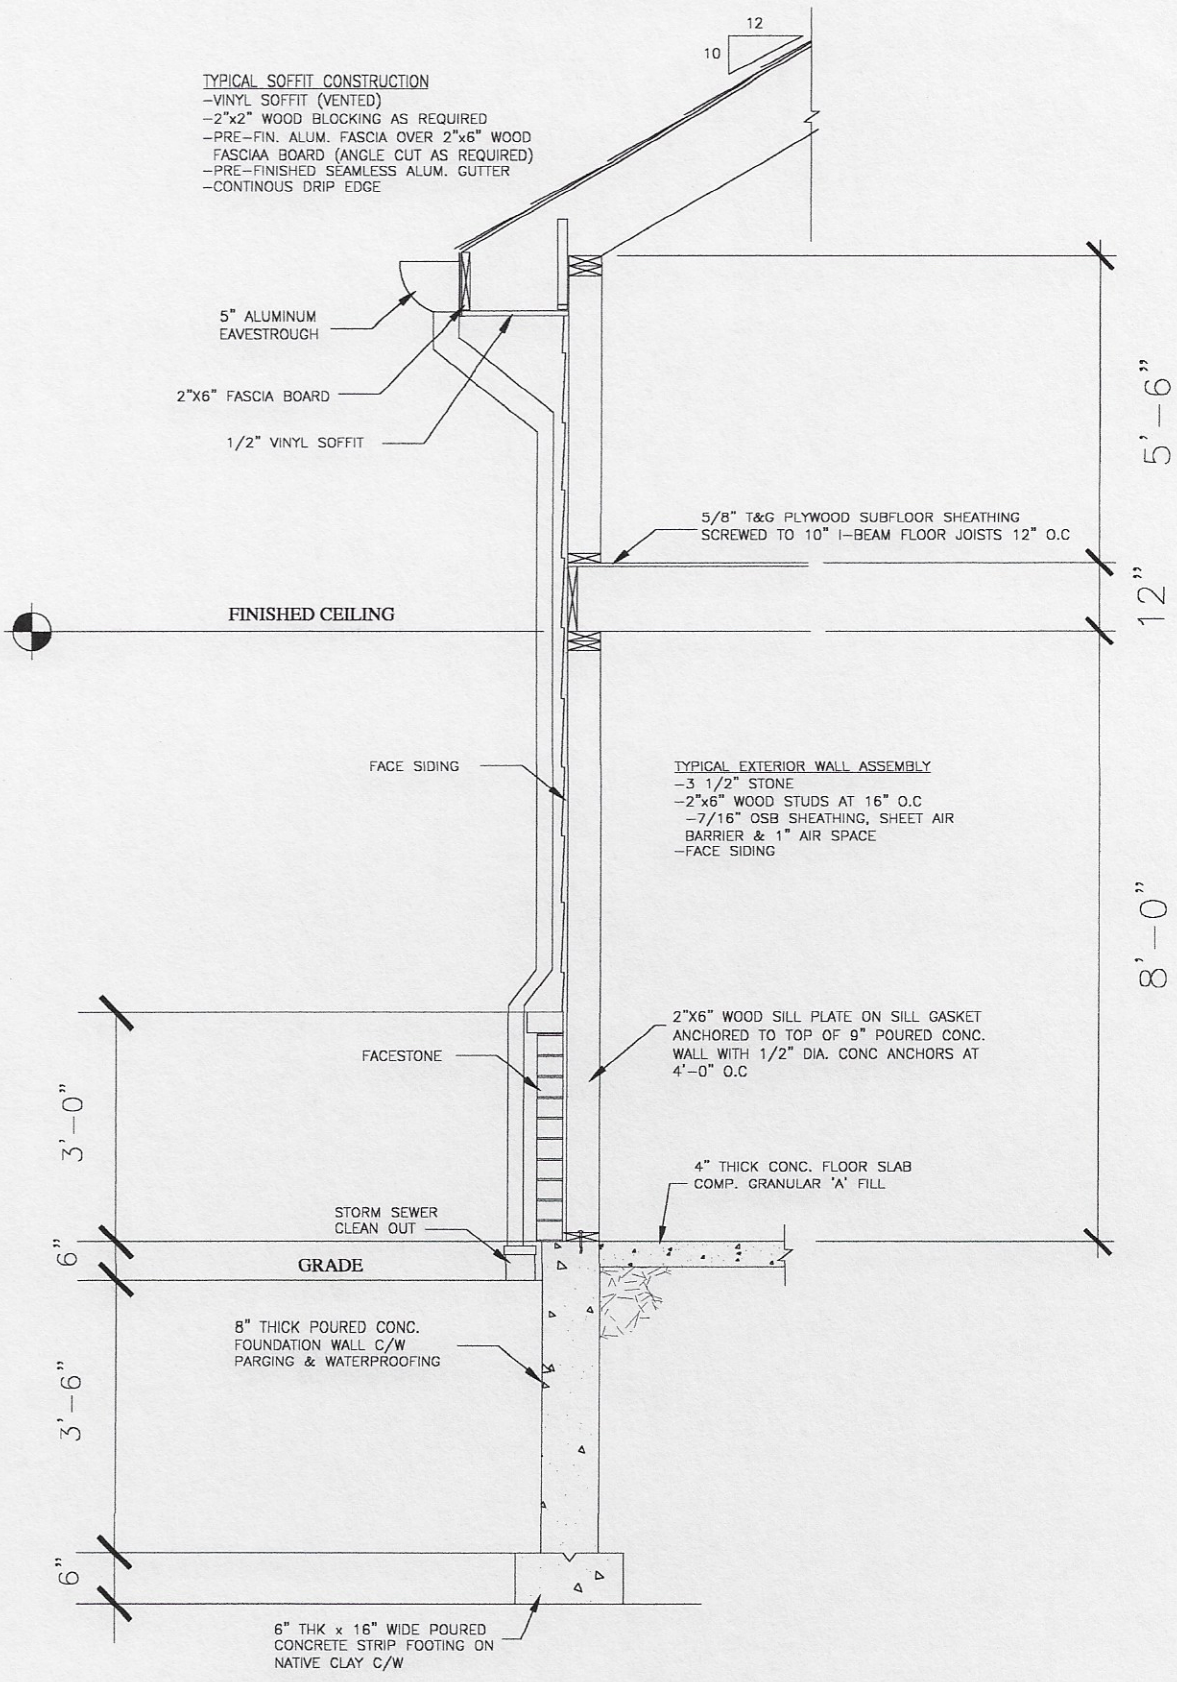 12
10
TYPICAL SOFFIT CONSTRUCTION
-VINYL SOFFIT (VENTED)
-2"x2" WOOD BLOCKING AS REQUIRED
-PRE-FIN. ALUM. FASCIA OVER 2"x6" WOOD
FASCIAA BOARD (ANGLE CUT AS REQUIRED)
-PRE-FINISHED SEAMLESS ALUM. GUTTER
-CONTINOUS DRIP EDGE
5" ALUMINUM
EAVESTROUGH
2"X6" FASCIA BOARD
1/2" VINYL SOFFIT
5'-6"
5/8" T&G PLYWOOD SUBFLOOR SHEATHING
SCREWED TO 10" I-BEAM FLOOR JOISTS 12" O.C
12"
FINISHED CEILING
FACE SIDING
TYPICAL EXTERIOR WALL ASSEMBLY
-3 1/2" STONE
-2"x6" WOOD STUDS AT 16" O.C
-7/16" OSB SHEATHING, SHEET AIR
BARRIER & 1" AIR SPACE
-FACE SIDING
8'-0"
2"X6" WOOD SILL PLATE ON SILL GASKET
ANCHORED TO TOP OF 9" POURED CONC.
WALL WITH 1/2" DIA. CONC ANCHORS AT
4'-0" O.C
FACESTONE
3'-0"
4" THICK CONC. FLOOR SLAB
COMP. GRANULAR 'A' FILL
STORM SEWER
CLEAN OUT
6"
GRADE
8" THICK POURED CONC.
FOUNDATION WALL C/W
PARGING & WATERPROOFING
3'-6"
6"
6" THK x 16" WIDE POURED
CONCRETE STRIP FOOTING ON
NATIVE CLAY C/W